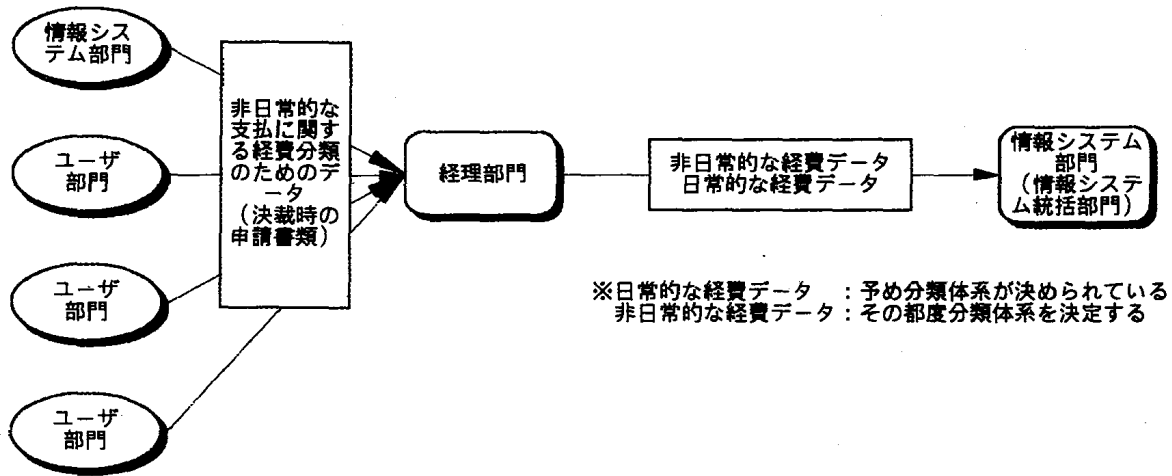 情報シス
テム部門
ユーザ
部門
ユーザ
部門
ユーザ
部門
非日常的な
支払に関す
る経費分類
のためのデ
ータ
（決裁時の
申請書類）
経理部門
非日常的な経費データ
日常的な経費データ
情報システム
部門
（情報システ
ム統括部門）
※日常的な経費データ　：予め分類体系が決められている
非日常的な経費データ：その都度分類体系を決定する